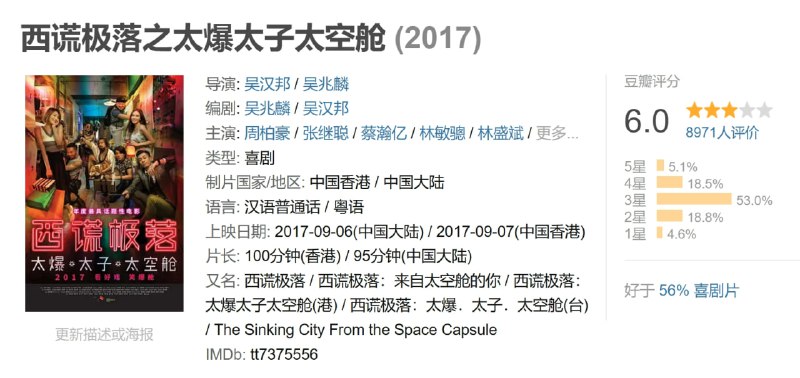 西谎极落之太爆太子太空舱 (2017)
年度最具话题性电影
西谎极落
太爆·太子·太空舱
2017 看好戏 笑得抢
更新描述或海报
导演: 吴汉邦 / 吴兆麟
编剧: 吴兆麟 / 吴汉邦
主演: 周柏豪 / 张继聪 / 蔡瀚亿 / 林敏骢 / 林盛斌 / 更多...
类型: 喜剧
制片国家/地区: 中国香港 / 中国大陆
语言: 汉语普通话 / 粤语
上映日期: 2017-09-06(中国大陆) / 2017-09-07(中国香港)
片长: 100分钟(香港) / 95分钟(中国大陆)
又名: 西谎极落 / 西谎极落：来自太空舱的你 / 西谎极落：
太爆太子太空舱(港) / 西谎极落：太爆．太子．太空舱(台)
/ The Sinking City From the Space Capsule
IMDb: tt7375556
豆瓣评分
6.0
8971人评价
5星 5.1%
4星 18.5%
3星 53.0%
2星 18.8%
1星 4.6%
好于 56% 喜剧片